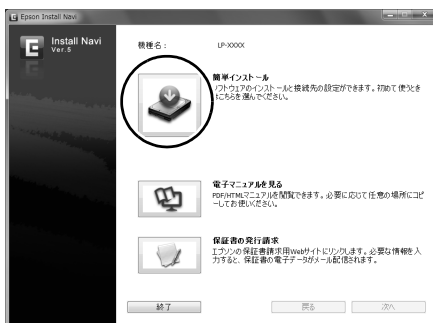 Epson Install Navi
Install Navi
Ver.5
機種名： LP-XXXX
簡単インストール
ソフトウェアのインストールと接続先の設定ができます。初めて使うとき
はこちらを選んでください。
電子マニュアルを見る
PDF/HTMLマニュアルを閲覧できます。必要に応じて任意の場所にコピ
ーしてお使いください。
保証書の発行請求
エプソンの保証書請求用Webサイトにリンクします。必要な情報を入
力すると、保証書の電子データがメール配信されます。
終了
戻る
次へ